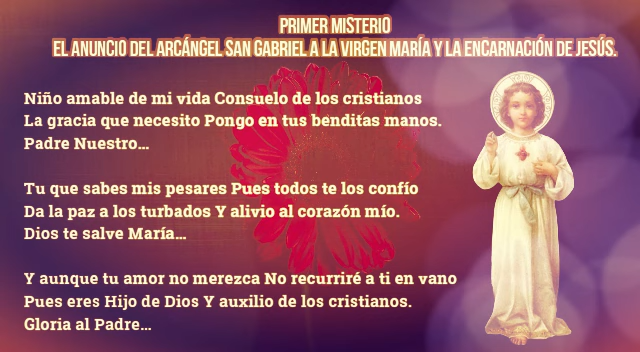 PRIMER MISTERIO
EL ANUNCIO DEL ARCÁNGEL SAN GABRIEL A LA VIRGEN MARÍA Y LA ENCARNACIÓN DE JESÚS.
Niño amable de mi vida Consuelo de los cristianos
La gracia que necesito Pongo en tus benditas manos.
Padre Nuestro...
Tu que sabes mis pesares Pues todos te los confío
Da la paz a los turbados Y alivio al corazón mío.
Dios te salve María...
Y aunque tu amor no merezca No recurriré a ti en vano
Pues eres Hijo de Dios Y auxilio de los cristianos.
Gloria al Padre...